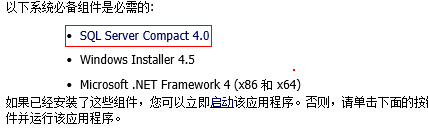 以下系统必备组件是必需的:
• SQL Server Compact 4.0
• Windows Installer 4.5
• Microsoft .NET Framework 4 (x86 和 x64)
如果已经安装了这些组件，您可以立即启动该应用程序。否则，请单击下面的按
件并运行该应用程序。